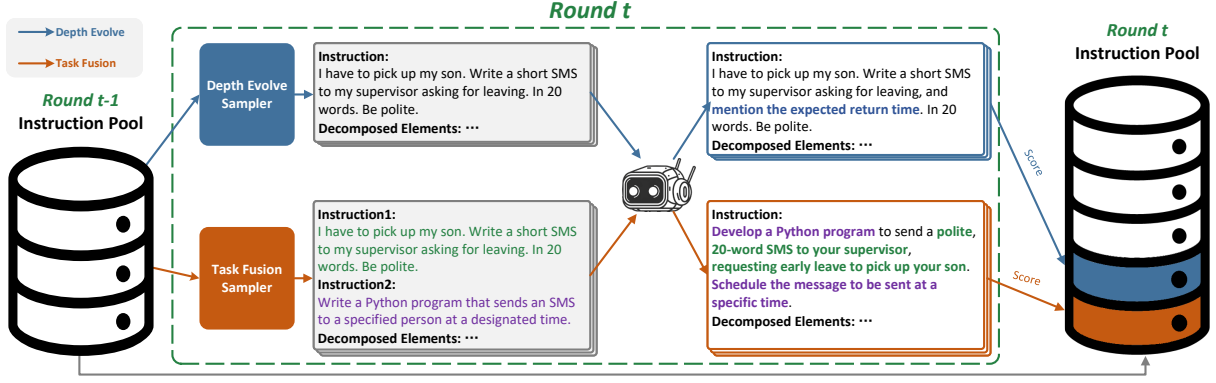 Round t
Depth Evolve
Task Fusion
Round t-1
Instruction Pool
Depth Evolve
Sampler
Instruction:
I have to pick up my son. Write a short SMS
to my supervisor asking for leaving. In 20
words. Be polite.
Decomposed Elements: ⋯
Instruction:
I have to pick up my son. Write a short SMS
to my supervisor asking for leaving, and
mention the expected return time. In 20
words. Be polite.
Decomposed Elements: ⋯
Task Fusion
Sampler
Instruction1:
I have to pick up my son. Write a short SMS
to my supervisor asking for leaving. In 20
words. Be polite.
Instruction2:
Write a Python program that sends an SMS
to a specified person at a designated time.
Decomposed Elements: ⋯
Instruction:
Develop a Python program to send a polite,
20-word SMS to your supervisor,
requesting early leave to pick up your son.
Schedule the message to be sent at a
specific time.
Decomposed Elements: ⋯
Score
Score
Round t
Instruction Pool